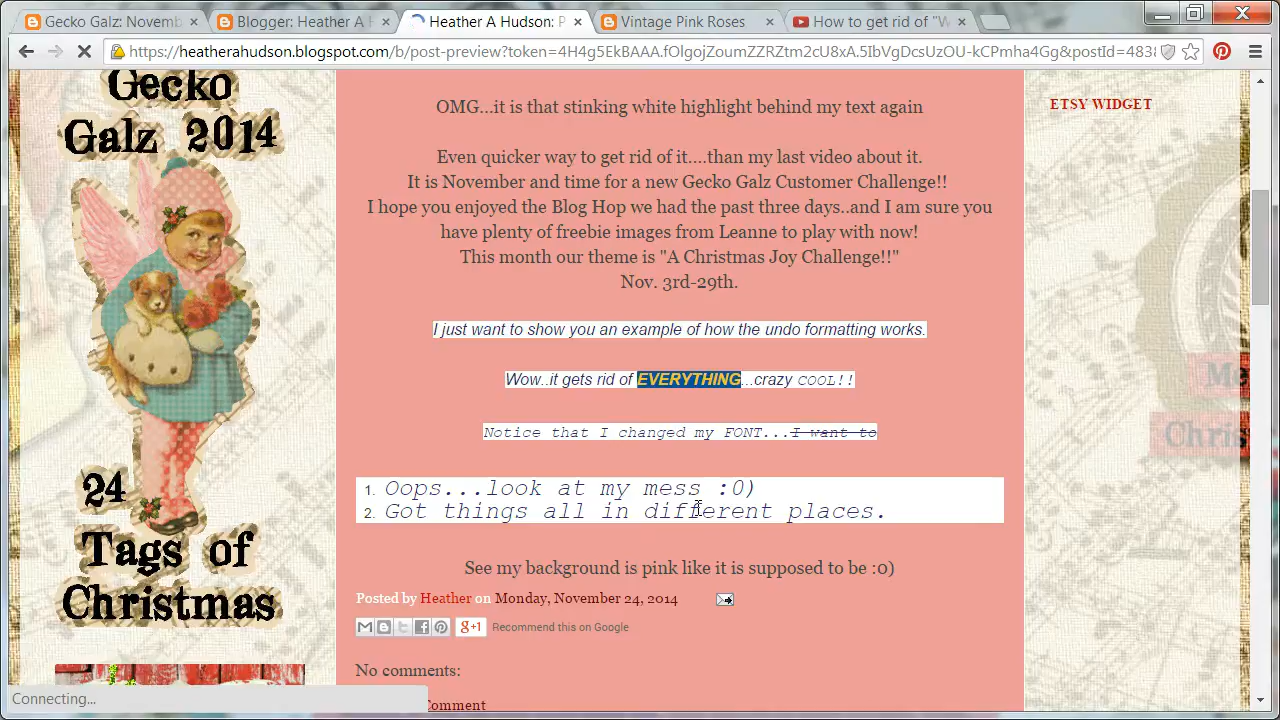 Gecko Galz: Novemb
Blogger: Heather A H
Heather A Hudson: P
Vintage Pink Roses
How to get rid of "W
https://heatherahudson.blogspot.com/b/post-preview?token=4H4g5EkBAAA.fOlgojZoumZZRZtm29U8xA.5IbVgDcsUzOU-kCPmha4Gg&postId=483
Gecko
Galz 2014
24
Tags of
Christmas
OMG...it is that stinking white highlight behind my text again
Even quicker way to get rid of it....than my last video about it.
It is November and time for a new Gecko Galz Customer Challenge!!
I hope you enjoyed the Blog Hop we had the past three days..and I am sure you
have plenty of freebie images from Leanne to play with now!
This month our theme is "A Christmas Joy Challenge!!"
Nov. 3rd-29th.
I just want to show you an example of how the undo formatting works.
Wow..it gets rid of EVERYTHING...crazy COOL!!
Notice that I changed my FONT...I want to
1. Oops...look at my mess :0)
2. Got things all in different places.
See my background is pink like it is supposed to be :0)
Posted by Heather on Monday, November 24, 2014
g+1 Recommend this on Google
No comments:
Comment
ETSY WIDGET
Me
Chris
Connecting...